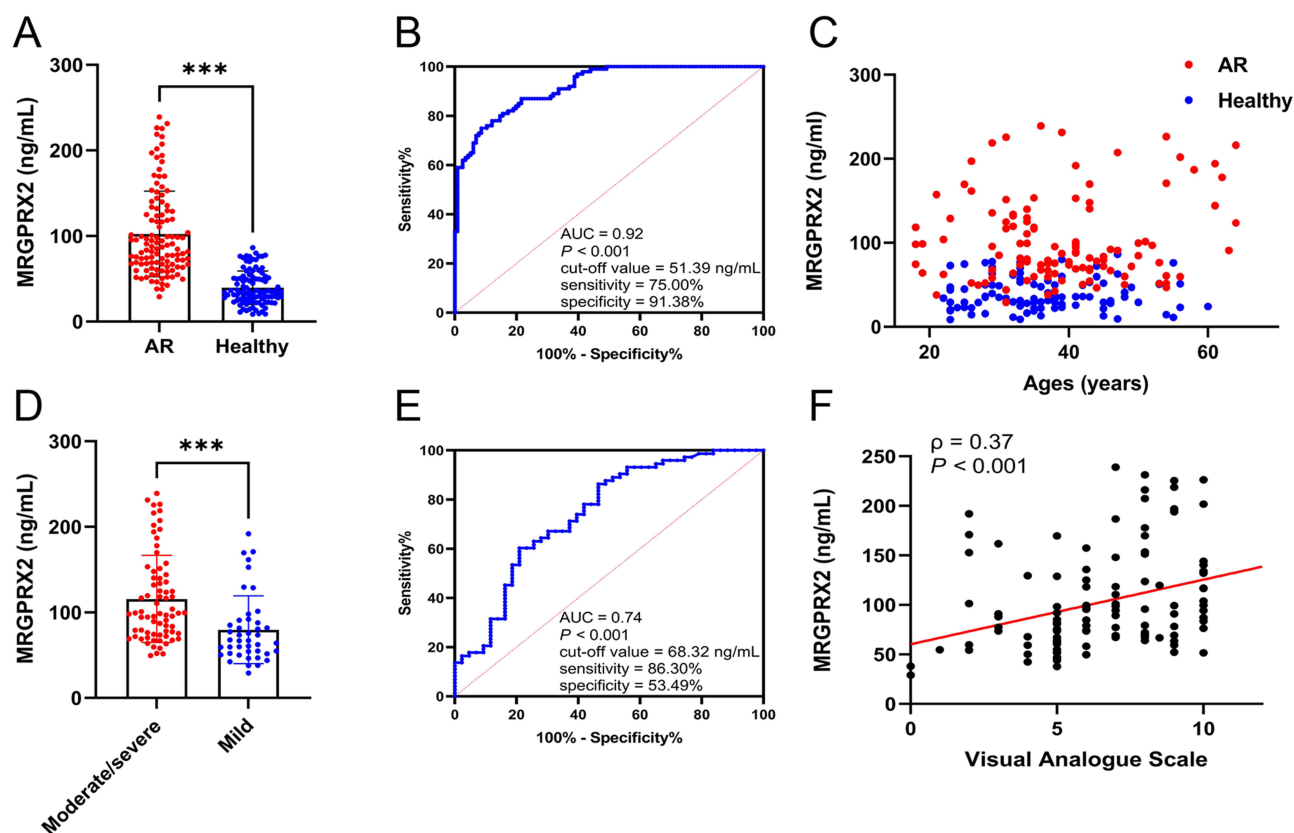 A
MRGPRX2 (ng/mL)
300
200
100
0
***
AR
Healthy
B
Sensitivity%
100
80
60
40
20
0
AUC = 0.92
P < 0.001
cut-off value = 51.39 ng/mL
sensitivity = 75.00%
specificity = 91.38%
0
20
40
60
80
100
100% - Specificity%
C
AR
Healthy
MRGPRX2 (ng/ml)
300
200
100
0
20
40
60
Ages (years)
D
MRGPRX2 (ng/mL)
300
200
100
0
***
Moderate/severe
Mild
E
Sensitivity%
100
80
60
40
20
0
AUC = 0.74
P < 0.001
cut-off value = 68.32 ng/mL
sensitivity = 86.30%
specificity = 53.49%
0
20
40
60
80
100
100% - Specificity%
F
ρ = 0.37
P < 0.001
MRGPRX2 (ng/mL)
250
200
150
100
50
0
0
5
10
Visual Analogue Scale